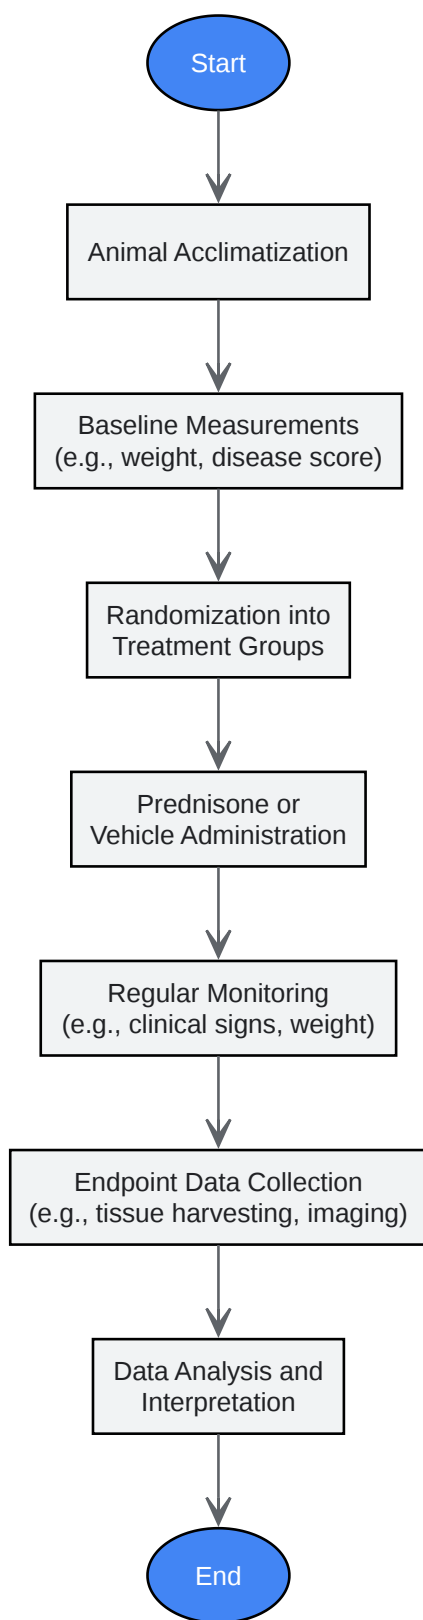 Start
Animal Acclimatization
Baseline Measurements
(e.g., weight, disease score)
Randomization into
Treatment Groups
Prednisone or
Vehicle Administration
Regular Monitoring
(e.g., clinical signs, weight)
Endpoint Data Collection
(e.g., tissue harvesting, imaging)
Data Analysis and
Interpretation
End